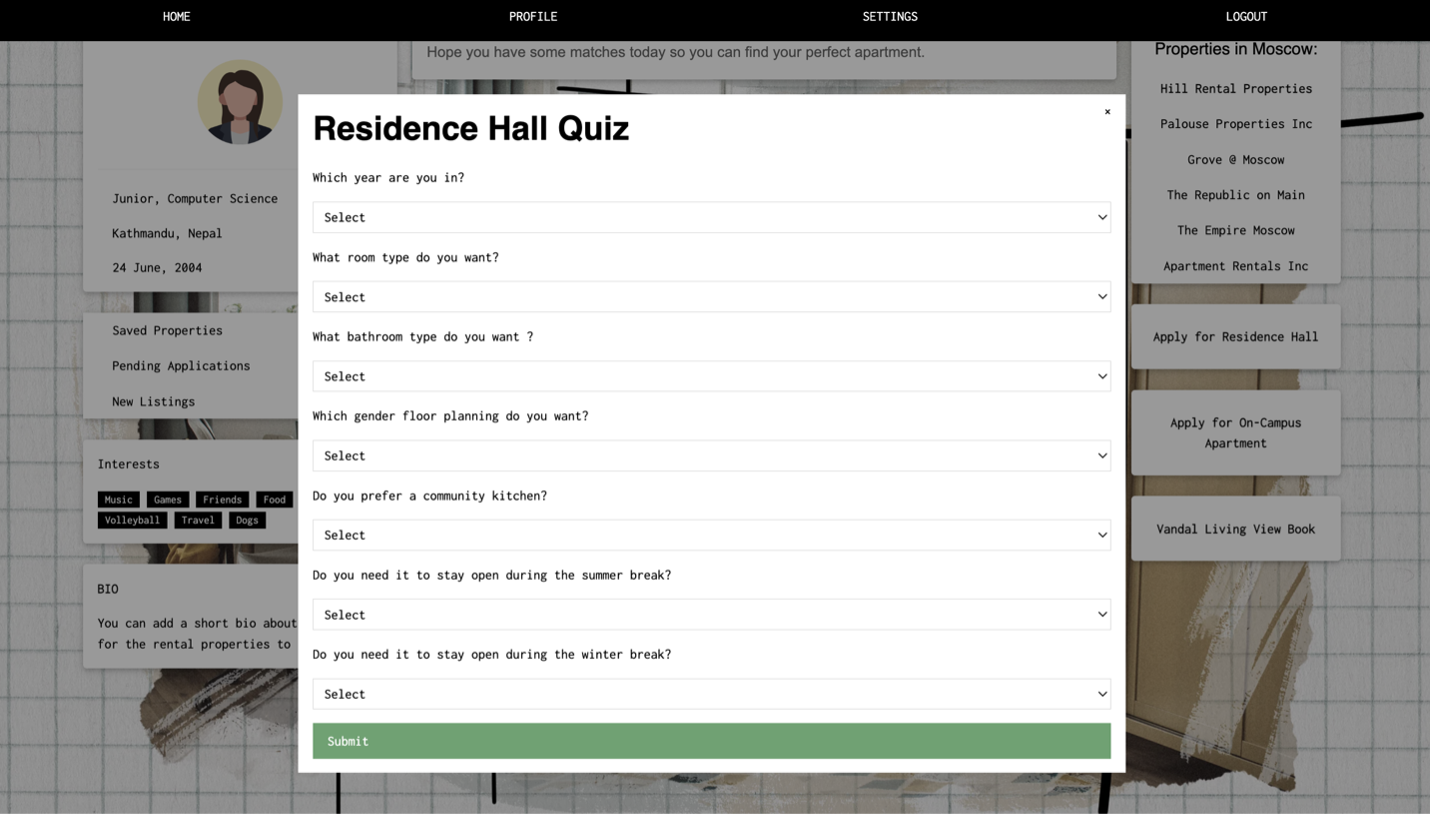 HOME
PROFILE
SETTINGS
LOGOUT
Hope you have some matches today so you can find your perfect apartment.
Junior, Computer Science
Kathmandu, Nepal
24 June, 2004
Saved Properties
Pending Applications
New Listings
Interests
Music Games Friends Food
Volleyball Travel Dogs
BIO
You can add a short bio about
for the rental properties to
×
Residence Hall Quiz
Which year are you in?
Select
What room type do you want?
Select
What bathroom type do you want ?
Select
Which gender floor planning do you want?
Select
Do you prefer a community kitchen?
Select
Do you need it to stay open during the summer break?
Select
Do you need it to stay open during the winter break?
Select
Submit
Properties in Moscow:
Hill Rental Properties
Palouse Properties Inc
Grove @ Moscow
The Republic on Main
The Empire Moscow
Apartment Rentals Inc
Apply for Residence Hall
Apply for On-Campus
Apartment
Vandal Living View Book